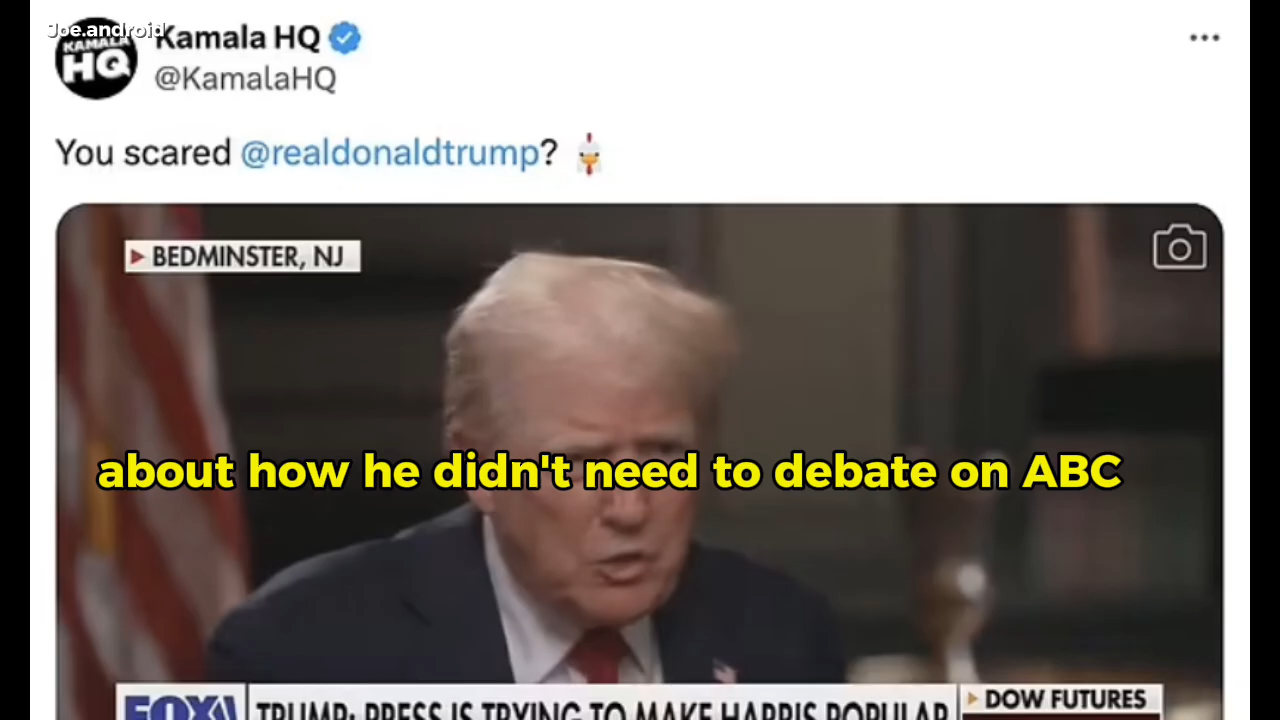 Joe.android
Kamala HQ
KAMALA
HQ
@KamalaHQ
You scared @realdonaldtrump?
BEDMINSTER, NJ
about how he didn't need to debate on ABC
FOX
TRUMP: PRESS IS TRYING TO MAKE HARRIS POPULAR
DOW FUTURES